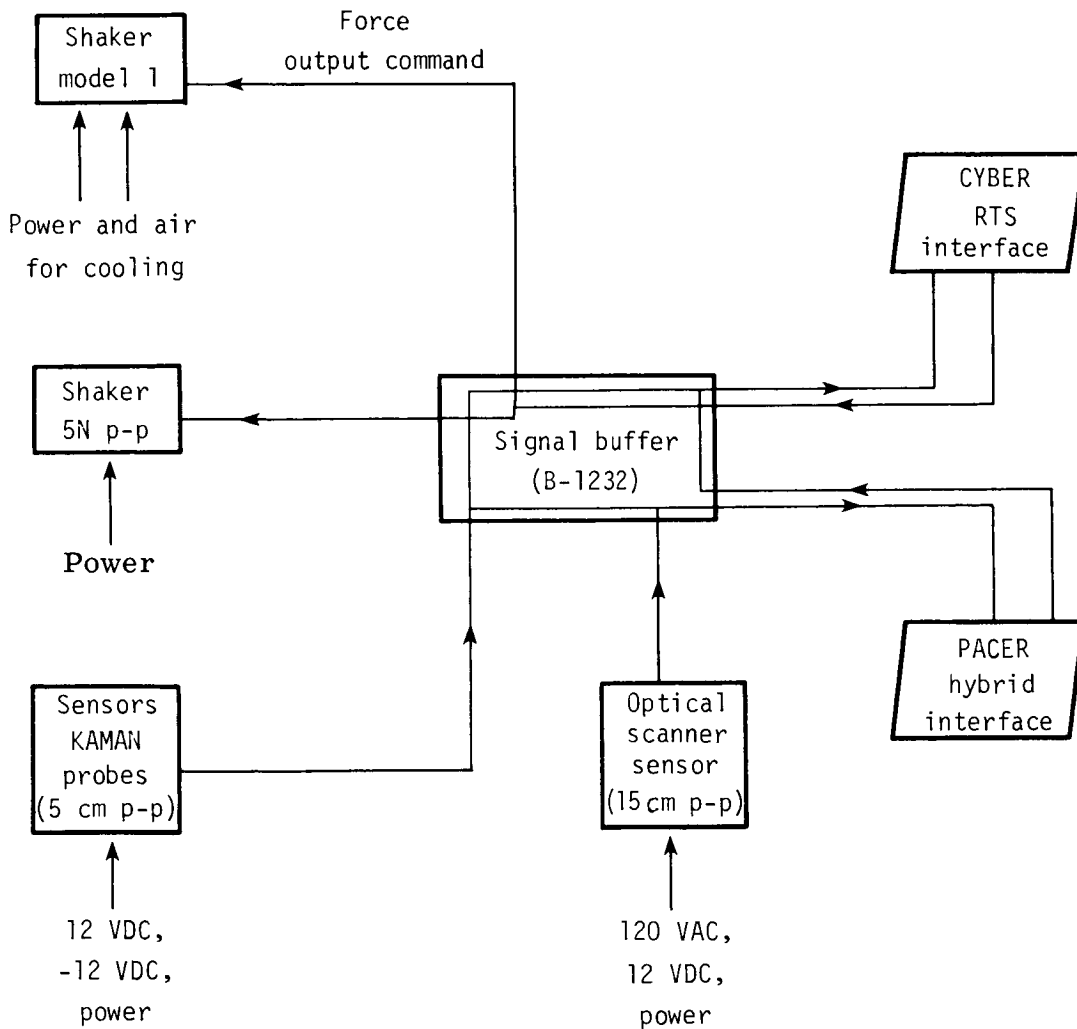 Shaker
model 1
Force
output command
Power and air
for cooling
CYBER
RTS
interface
Shaker
5N p-p
Power
Signal buffer
(B-1232)
PACER
hybrid
interface
Sensors
KAMAN
probes
(5 cm p-p)
Optical
scanner
sensor
(15 cm p-p)
12 VDC,
-12 VDC,
power
120 VAC,
12 VDC,
power